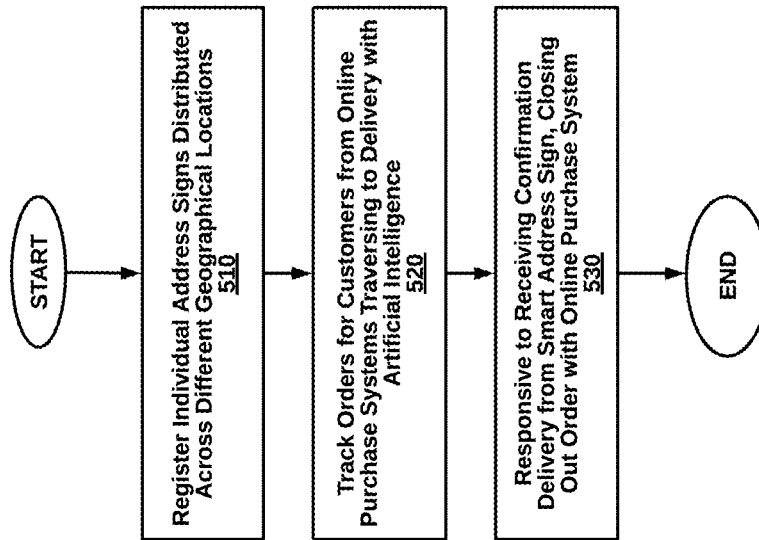 START
Register Individual Address Signs Distributed
Across Different Geographical Locations
510
Track Orders for Customers from Online
Purchase Systems Traversing to Delivery with
Artificial Intelligence
520
Responsive to Receiving Confirmation
Delivery from Smart Address Sign, Closing
Out Order with Online Purchase System
530
END